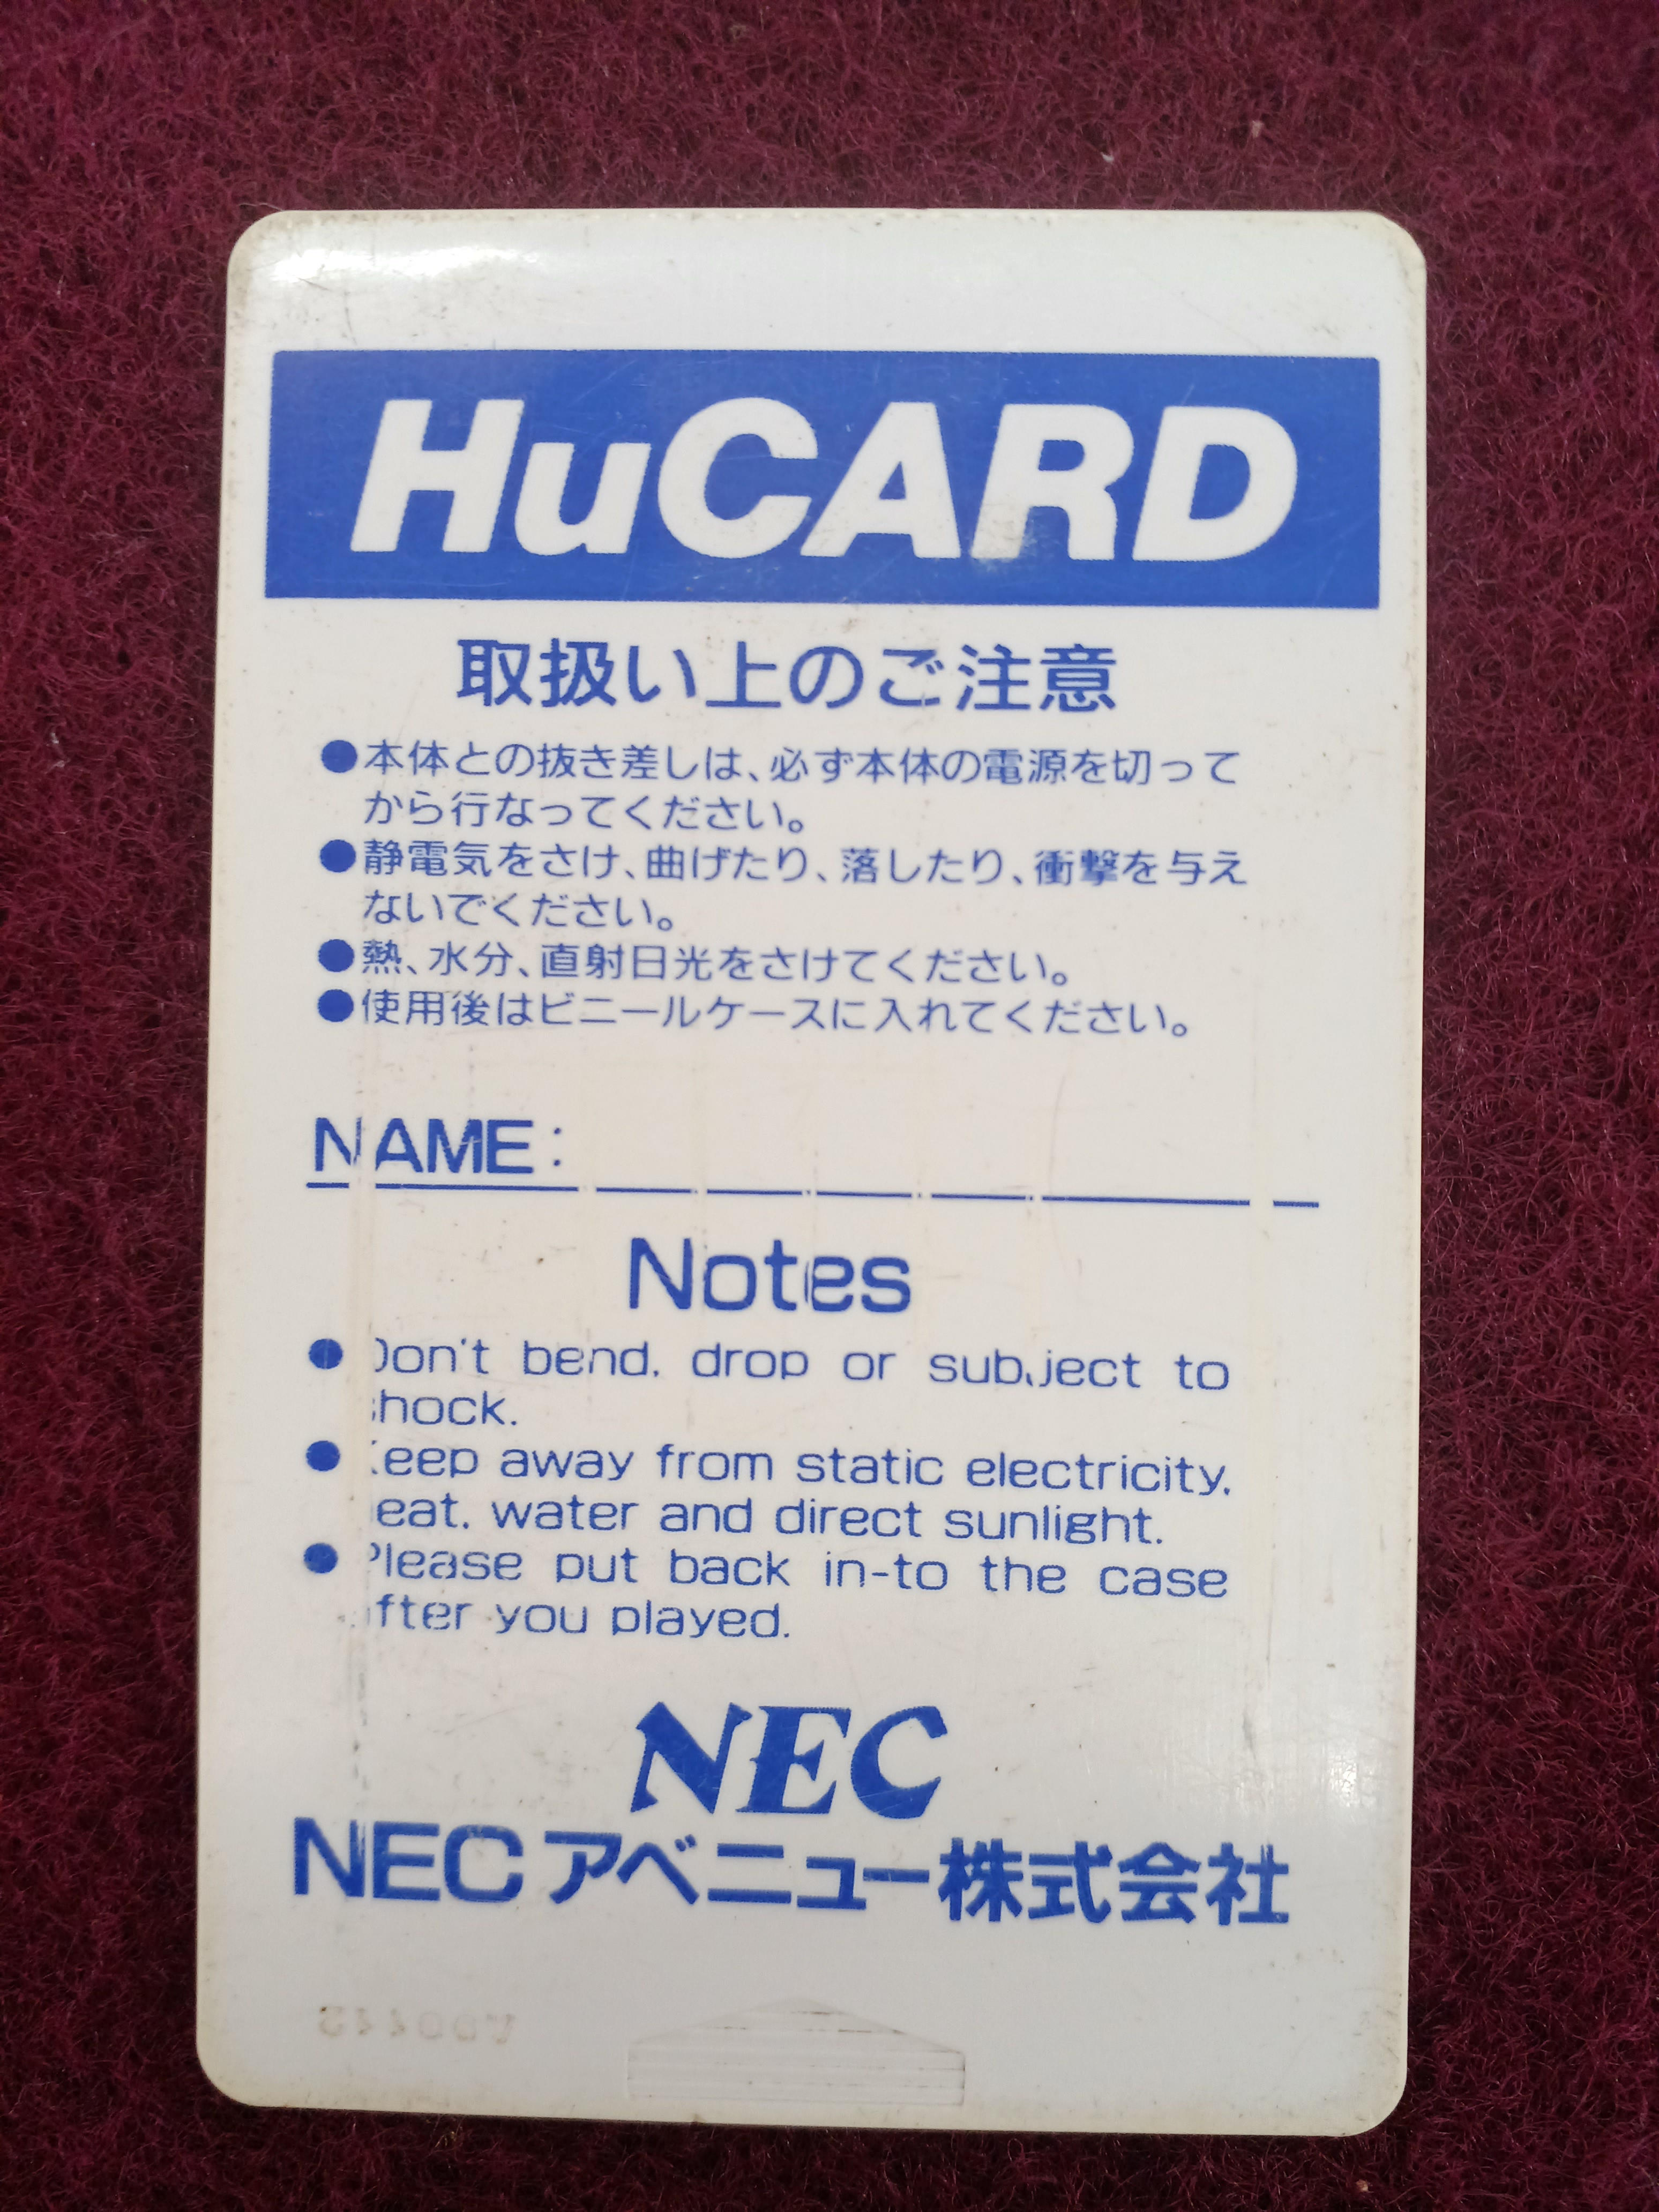 HuCARD
取扱い上のご注意
●本体との抜き差しは、必ず本体の電源を切って
から行なってください。
●静電気をさけ、曲げたり、落したり、衝撃を与え
ないでください。
●熱、水分、直射日光をさけてください。
●使用後はビニールケースに入れてください。
NAME:
Notes
● Don't bend, drop or subject to
shock.
● Keep away from static electricity,
heat, water and direct sunlight.
● Please put back in-to the case
after you played.
NEC
NECアベニュー株式会社